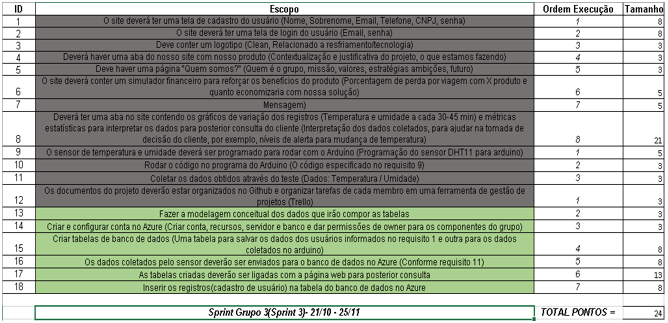 ID Escopo Ordem Execução Tamanho
1 O site deverá ter uma tela de cadastro do usuário (Nome, Sobrenome, Email, Telefone, CNPJ, senha) 1 8
2 O site deverá ter uma tela de login do usuário (Email, senha) 2 8
3 Deve conter um logotipo (Clean, Relacionado a resfriamento/tecnologia) 3 3
4 Deverá haver uma aba do nosso site com nosso produto (Contextualização e justificativa do projeto, o que estamos fazendo) 4 3
5 Deve haver uma página "Quem somos?" (Quem é o grupo, missão, valores, estratégias ambições, futuro) 5 3
O site deverá conter um simulador financeiro para reforçar os benefícios do produto (Porcentagem de perda por viagem com X produto e
6 quanto economizaria com nossa solução) 6 5
7 Mensagem) 7 5
Deverá ter uma aba no site contendo os gráficos de variação dos registros (Temperatura e umidade a cada 30-45 min) e métricas
estatísticas para interpretar os dados para posterior consulta do cliente (Interpretação dos dados coletados, para ajudar na tomada de
8 decisão do cliente, por exemplo, níveis de alerta para mudança de temperatura) 8 21
9 O sensor de temperatura e umidade deverá ser programado para rodar com o Arduino (Programação do sensor DHT11 para arduino) 1 5
10 Rodar o código no programa do Arduino (O código especificado no requisito 9) 2 3
11 Coletar os dados obtidos através do teste (Dados: Temperatura / Umidade) 3 3
Os documentos do projeto deverão estar organizados no Github e organizar tarefas de cada membro em uma ferramenta de gestão de
12 projetos (Trello) 1 3
13 Fazer a modelagem conceitual dos dados que irão compor as tabelas 2 3
14 Criar e configurar conta no Azure (Criar conta, recursos, servidor e banco e dar permissões de owner para os componentes do grupo) 3 3
Criar tabelas de banco de dados (Uma tabela para salvar os dados dos usuários informados no requisito 1 e outra para os dados
15 coletados no arduino) 4 8
16 Os dados coletados pelo sensor deverão ser enviados para o banco de dados no Azure (Conforme requisito 11) 5 8
17 As tabelas criadas deverão ser ligadas com a página web para posterior consulta 6 13
18 Inserir os registros(cadastro de usuário) na tabela do banco de dados no Azure 7 8
Sprint Grupo 3(Sprint 3)- 21/10 - 25/11 TOTAL PONTOS = 24